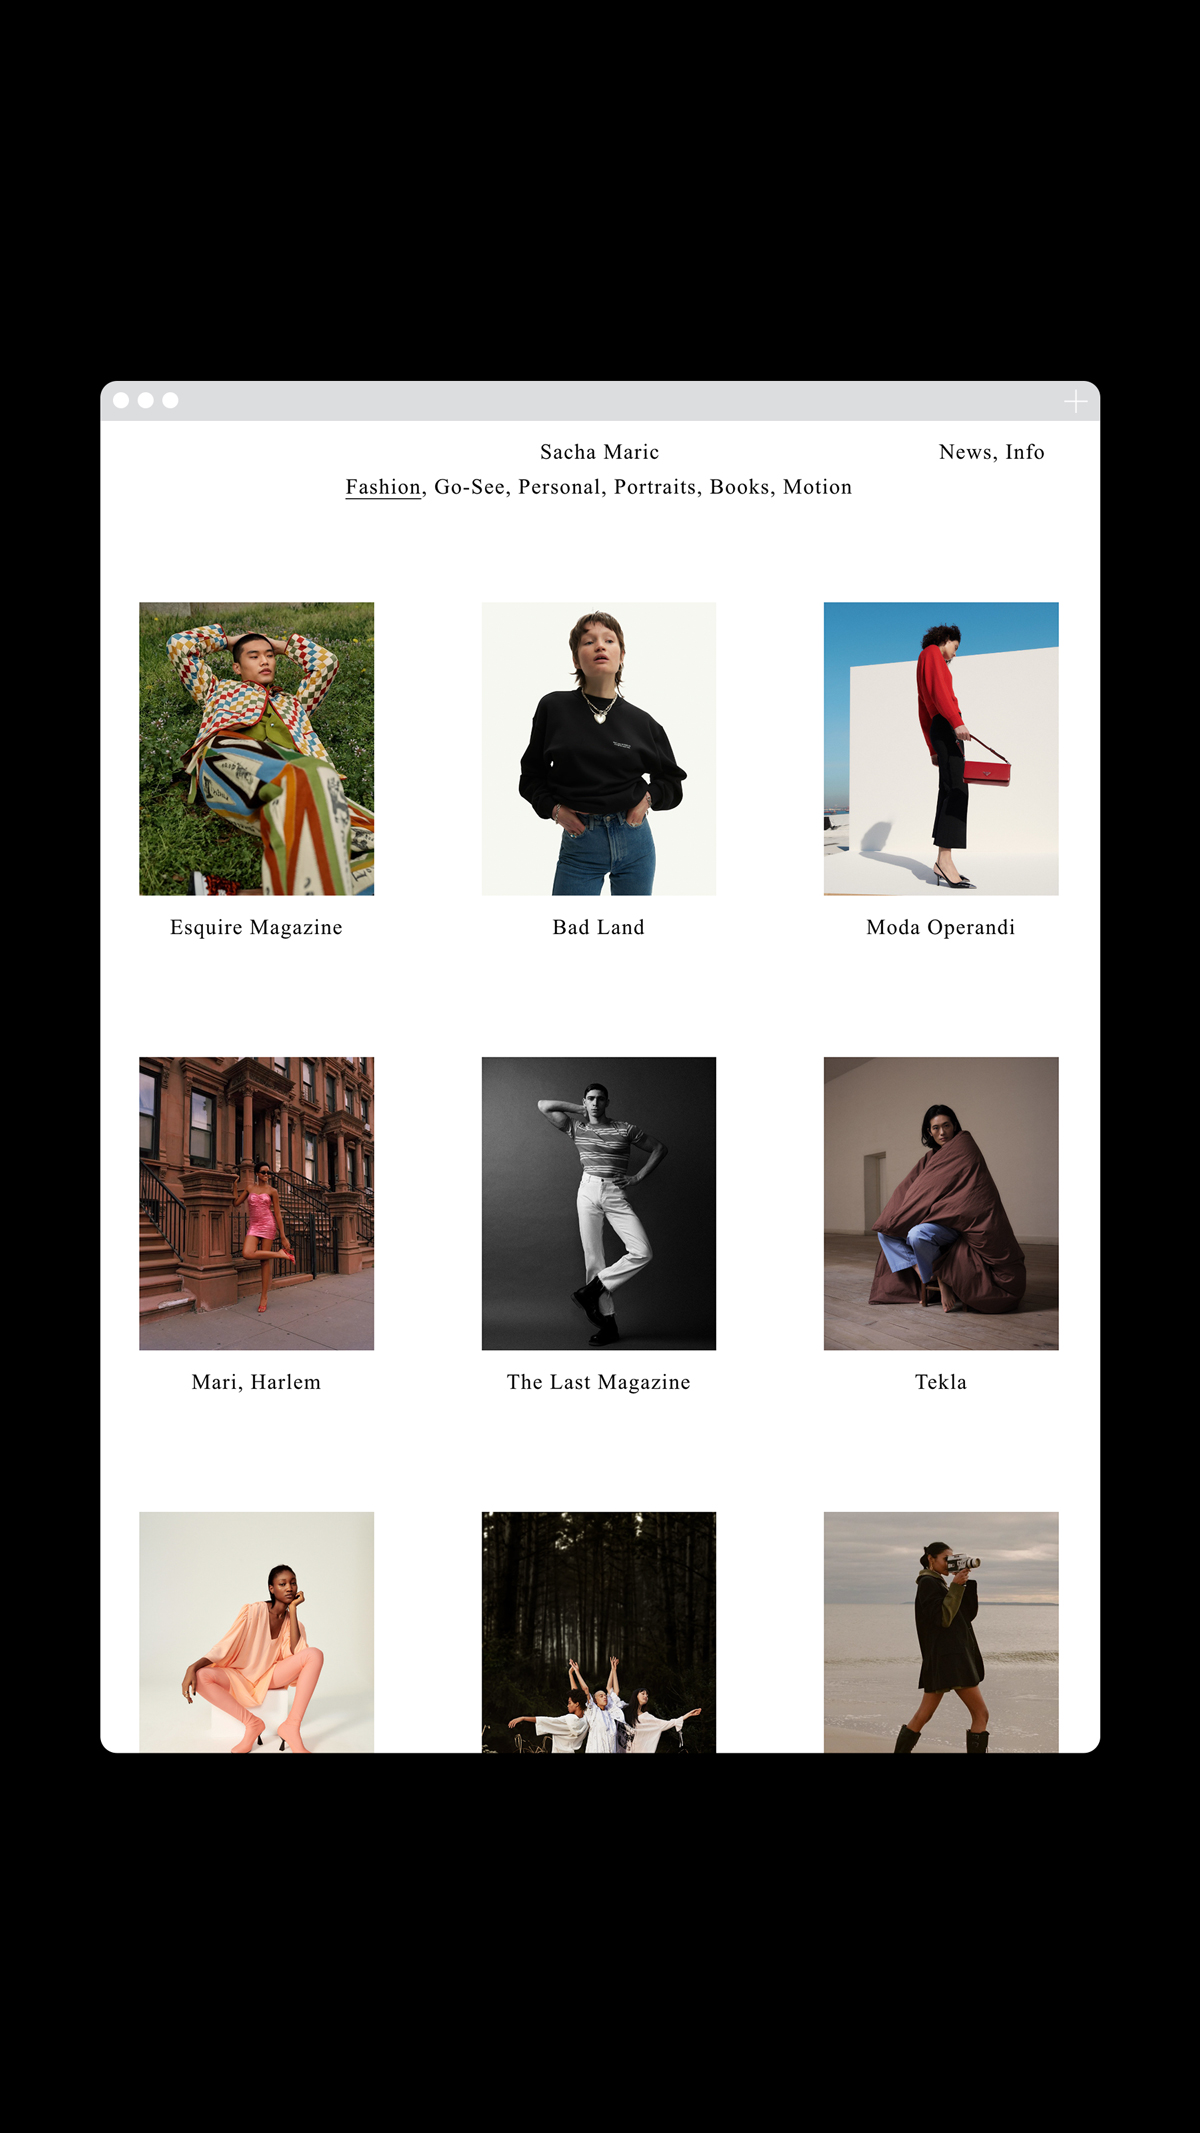 Sacha Maric
News, Info
Fashion, Go-See, Personal, Portraits, Books, Motion
Esquire Magazine
Bad Land
Moda Operandi
Mari, Harlem
The Last Magazine
Tekla